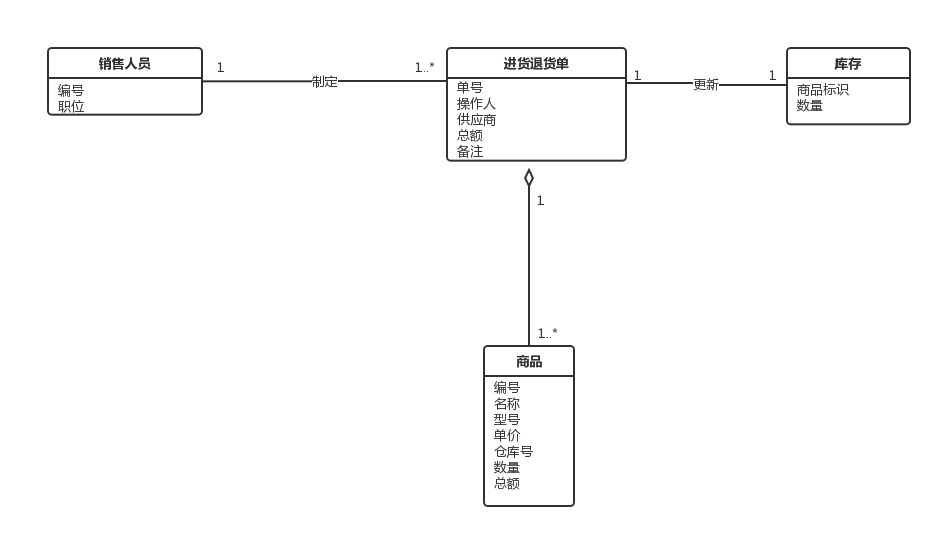 销售人员
编号
职位
1
制定
1..*
进货退货单
单号
操作人
供应商
总额
备注
1
更新
1
库存
商品标识
数量
1
1..*
商品
编号
名称
型号
单价
仓库号
数量
总额